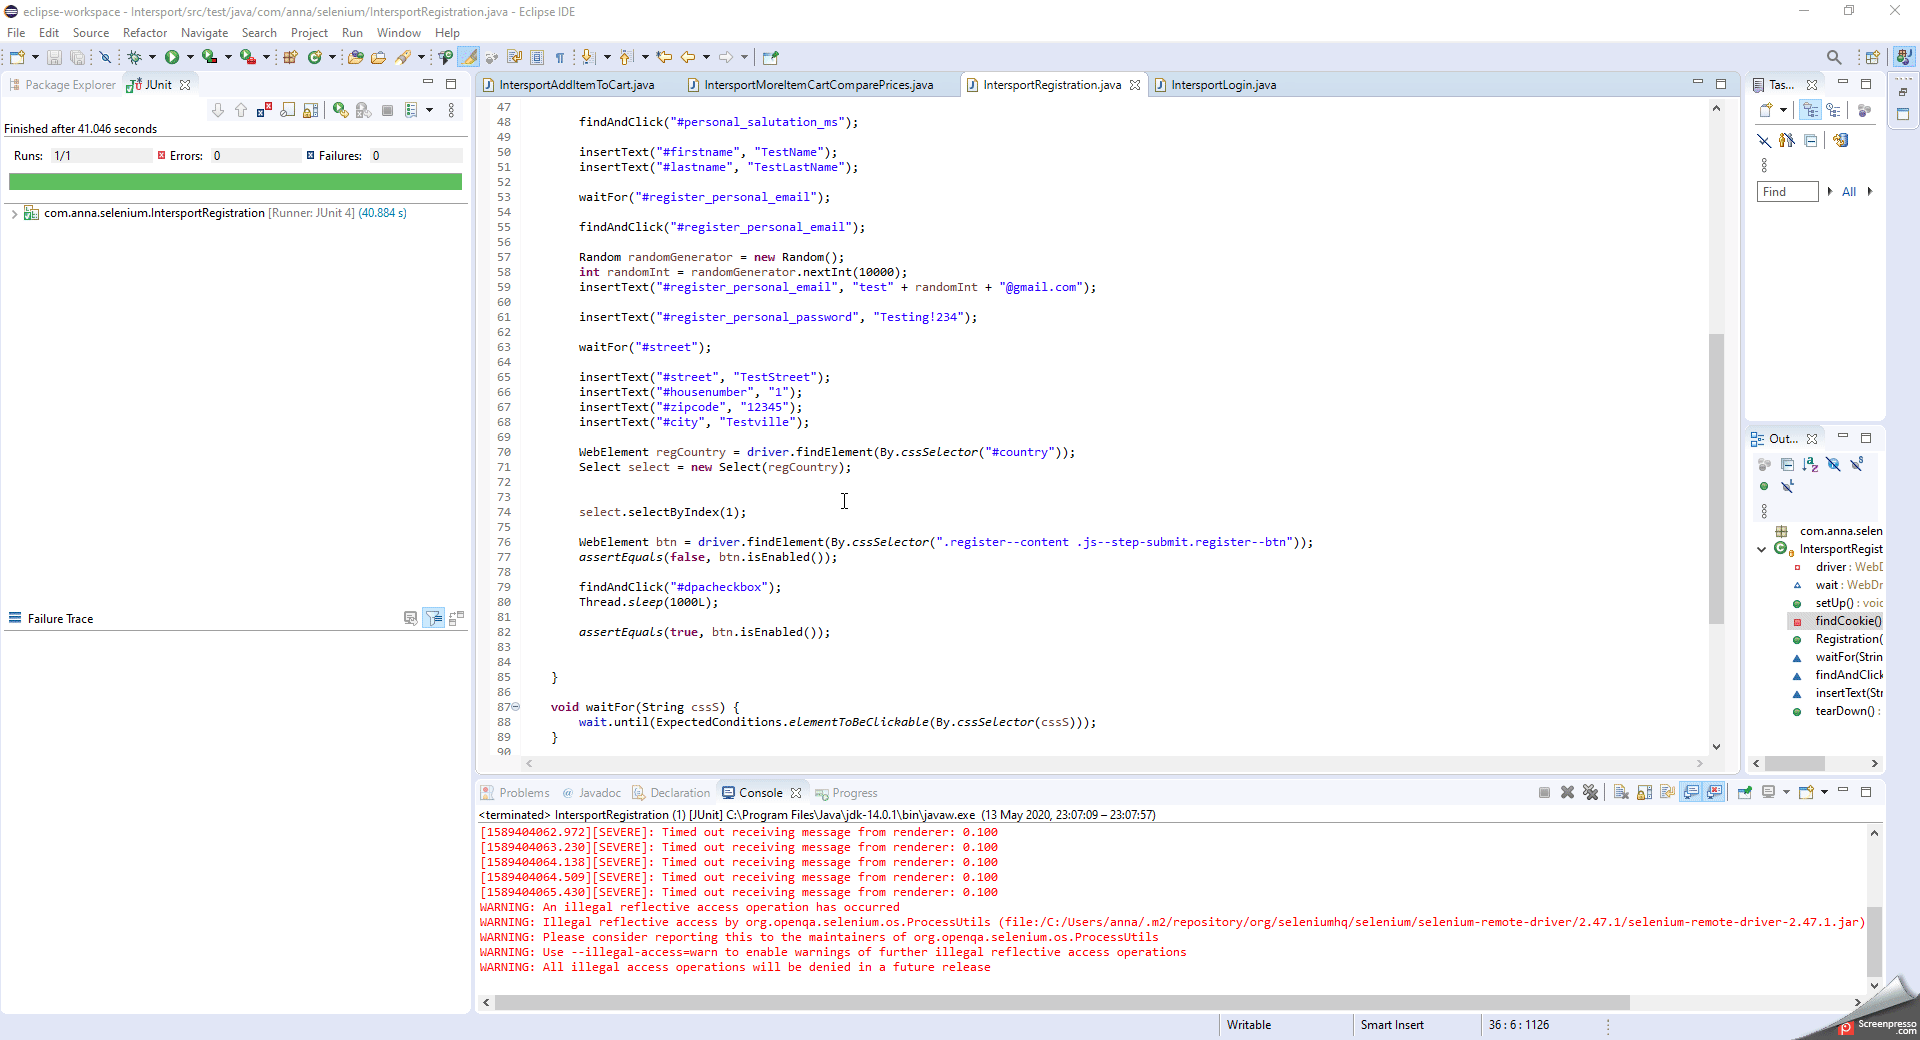 eclipse-workspace - Intersport/src/test/java/com/anna/selenium/IntersportRegistration.java - Eclipse IDE
File Edit Source Refactor Navigate Search Project Run Window Help
Package Explorer JUnit
Finished after 41.046 seconds
Runs: 1/1 Errors: 0 Failures: 0
com.anna.selenium.IntersportRegistration [Runner: JUnit 4] (40.884 s)
Failure Trace
IntersportAddItemToCart.java IntersportMoreItemCartComparePrices.java IntersportRegistration.java IntersportLogin.java
47
48 findAndClick("#personal_salutation_ms");
49
50 insertText("#firstname", "TestName");
51 insertText("#lastname", "TestLastName");
52
53 waitFor("#register_personal_email");
54
55 findAndClick("#register_personal_email");
56
57 Random randomGenerator = new Random();
58 int randomInt = randomGenerator.nextInt(10000);
59 insertText("#register_personal_email", "test" + randomInt + "@gmail.com");
60
61 insertText("#register_personal_password", "Testing!234");
62
63 waitFor("#street");
64
65 insertText("#street", "TestStreet");
66 insertText("#housenumber", "1");
67 insertText("#zipcode", "12345");
68 insertText("#city", "Testville");
69
70 WebElement regCountry = driver.findElement(By.cssSelector("#country"));
71 Select select = new Select(regCountry);
72
73
74 select.selectByIndex(1);
75
76 WebElement btn = driver.findElement(By.cssSelector(".register--content .js--step-submit.register--btn"));
77 assertEquals(false, btn.isEnabled());
78
79 findAndClick("#dpacheckbox");
80 Thread.sleep(1000L);
81
82 assertEquals(true, btn.isEnabled());
83
84
85 }
86
87 void waitFor(String cssS) {
88 wait.until(ExpectedConditions.elementToBeClickable(By.cssSelector(cssS)));
89 }
90
Tas...
Find All
Out...
com.anna.selen
IntersportRegist
driver : WebD
wait : WebDr
setUp() : void
findCookie()
Registration(
waitFor(Strin
findAndClick
insertText(Str
tearDown() :
Problems Javadoc Declaration Console Progress
<terminated> IntersportRegistration (1) [JUnit] C:\Program Files\Java\jdk-14.0.1\bin\javaw.exe (13 May 2020, 23:07:09 – 23:07:57)
[1589404062.972][SEVERE]: Timed out receiving message from renderer: 0.100
[1589404063.230][SEVERE]: Timed out receiving message from renderer: 0.100
[1589404064.138][SEVERE]: Timed out receiving message from renderer: 0.100
[1589404064.509][SEVERE]: Timed out receiving message from renderer: 0.100
[1589404065.430][SEVERE]: Timed out receiving message from renderer: 0.100
WARNING: An illegal reflective access operation has occurred
WARNING: Illegal reflective access by org.openqa.selenium.os.ProcessUtils (file:/C:/Users/anna/.m2/repository/org/seleniumhq/selenium/selenium-remote-driver/2.47.1/selenium-remote-driver-2.47.1.jar)
WARNING: Please consider reporting this to the maintainers of org.openqa.selenium.os.ProcessUtils
WARNING: Use --illegal-access=warn to enable warnings of further illegal reflective access operations
WARNING: All illegal access operations will be denied in a future release
Writable Smart Insert 36 : 6 : 1126
Screenpresso
.com